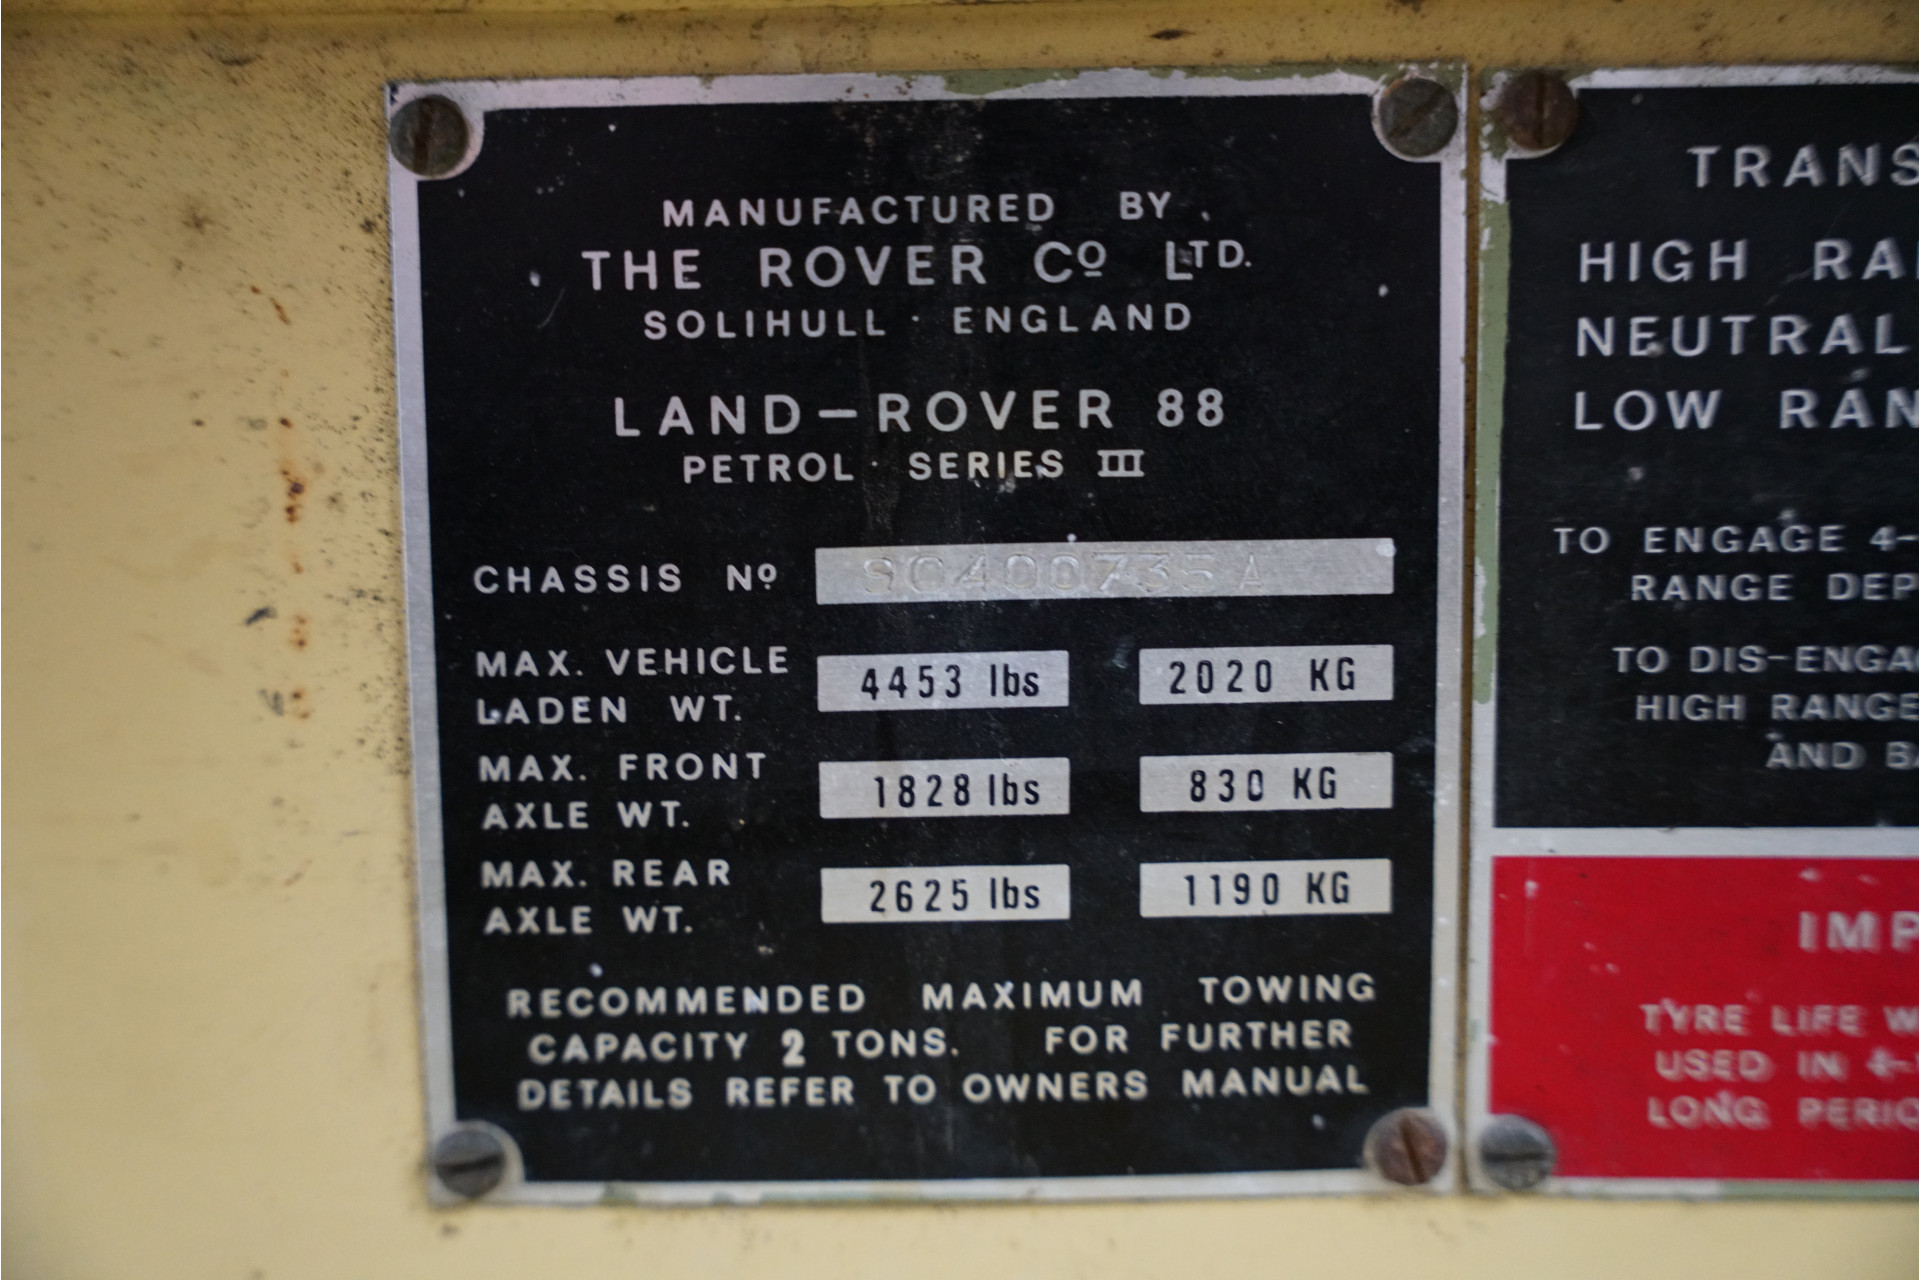 MANUFACTURED BY
THE ROVER Cº LTD.
SOLIHULL · ENGLAND
LAND-ROVER 88
PETROL · SERIES III
CHASSIS Nº 90400735A
MAX. VEHICLE
LADEN WT. 4453 lbs 2020 KG
MAX. FRONT
AXLE WT. 1828 lbs 830 KG
MAX. REAR
AXLE WT. 2625 lbs 1190 KG
RECOMMENDED MAXIMUM TOWING
CAPACITY 2 TONS. FOR FURTHER
DETAILS REFER TO OWNERS MANUAL
TRANS
HIGH RA
NEUTRAL
LOW RAN
TO ENGAGE 4-
RANGE DEP
TO DIS-ENGA
HIGH RANGE
AND BA
IMP
TYRE LIFE W
USED IN 4-
LONG PERIO